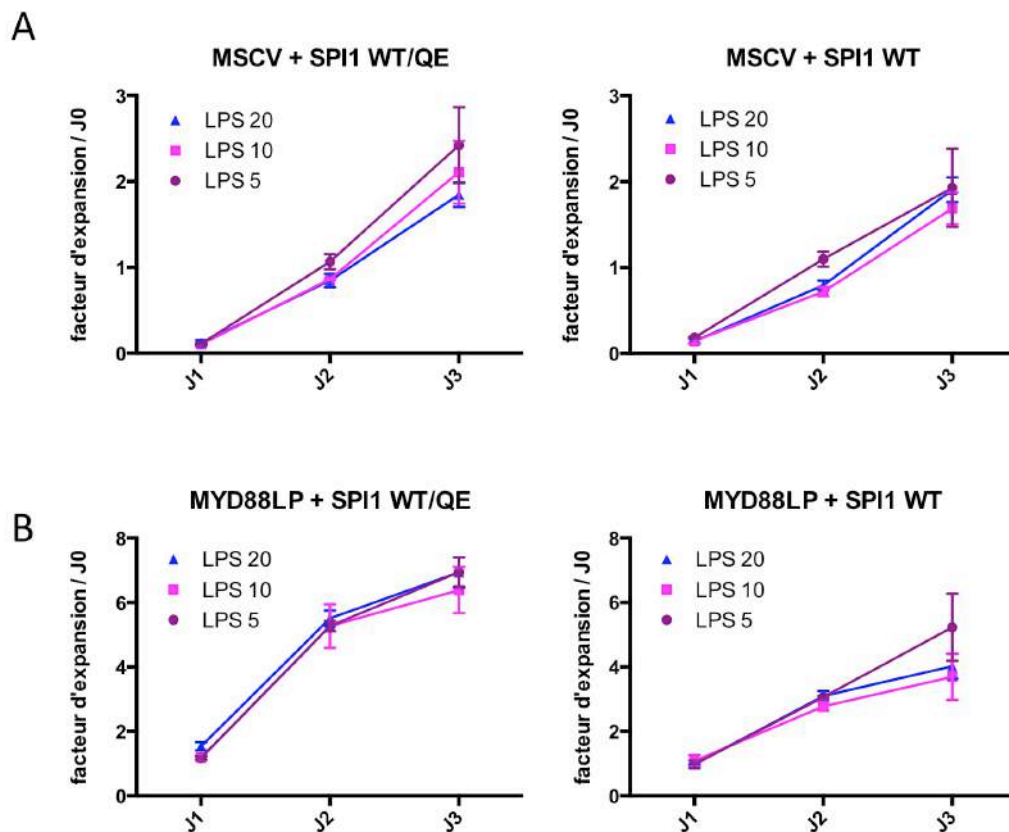 A
MSCV + SPI1 WT/QE
facteur d'expansion / J0
3
2
1
0
LPS 20
LPS 10
LPS 5
J1
J2
J3
MSCV + SPI1 WT
facteur d'expansion / J0
3
2
1
0
LPS 20
LPS 10
LPS 5
J1
J2
J3
B
MYD88LP + SPI1 WT/QE
facteur d'expansion / J0
8
6
4
2
0
LPS 20
LPS 10
LPS 5
J1
J2
J3
MYD88LP + SPI1 WT
facteur d'expansion / J0
8
6
4
2
0
LPS 20
LPS 10
LPS 5
J1
J2
J3